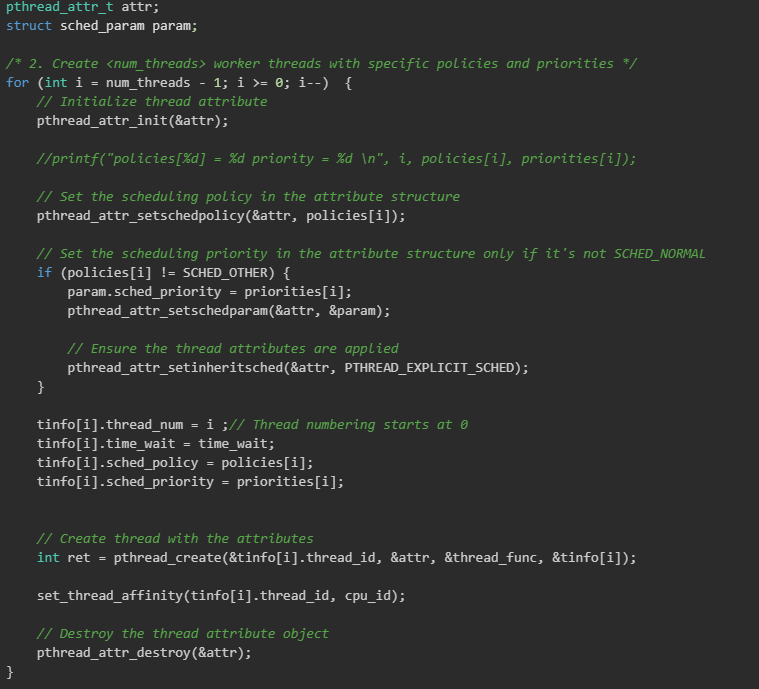 pthread_attr_t attr;
struct sched_param param;

/* 2. Create <num_threads> worker threads with specific policies and priorities */
for (int i = num_threads - 1; i >= 0; i--)  {
    // Initialize thread attribute
    pthread_attr_init(&attr);

    //printf("policies[%d] = %d priority = %d \n", i, policies[i], priorities[i]);

    // Set the scheduling policy in the attribute structure
    pthread_attr_setschedpolicy(&attr, policies[i]);

    // Set the scheduling priority in the attribute structure only if it's not SCHED_NORMAL
    if (policies[i] != SCHED_OTHER) {
        param.sched_priority = priorities[i];
        pthread_attr_setschedparam(&attr, &param);

        // Ensure the thread attributes are applied
        pthread_attr_setinheritsched(&attr, PTHREAD_EXPLICIT_SCHED);
    }

    tinfo[i].thread_num = i ;// Thread numbering starts at 0
    tinfo[i].time_wait = time_wait;
    tinfo[i].sched_policy = policies[i];
    tinfo[i].sched_priority = priorities[i];


    // Create thread with the attributes
    int ret = pthread_create(&tinfo[i].thread_id, &attr, &thread_func, &tinfo[i]);

    set_thread_affinity(tinfo[i].thread_id, cpu_id);

    // Destroy the thread attribute object
    pthread_attr_destroy(&attr);
}